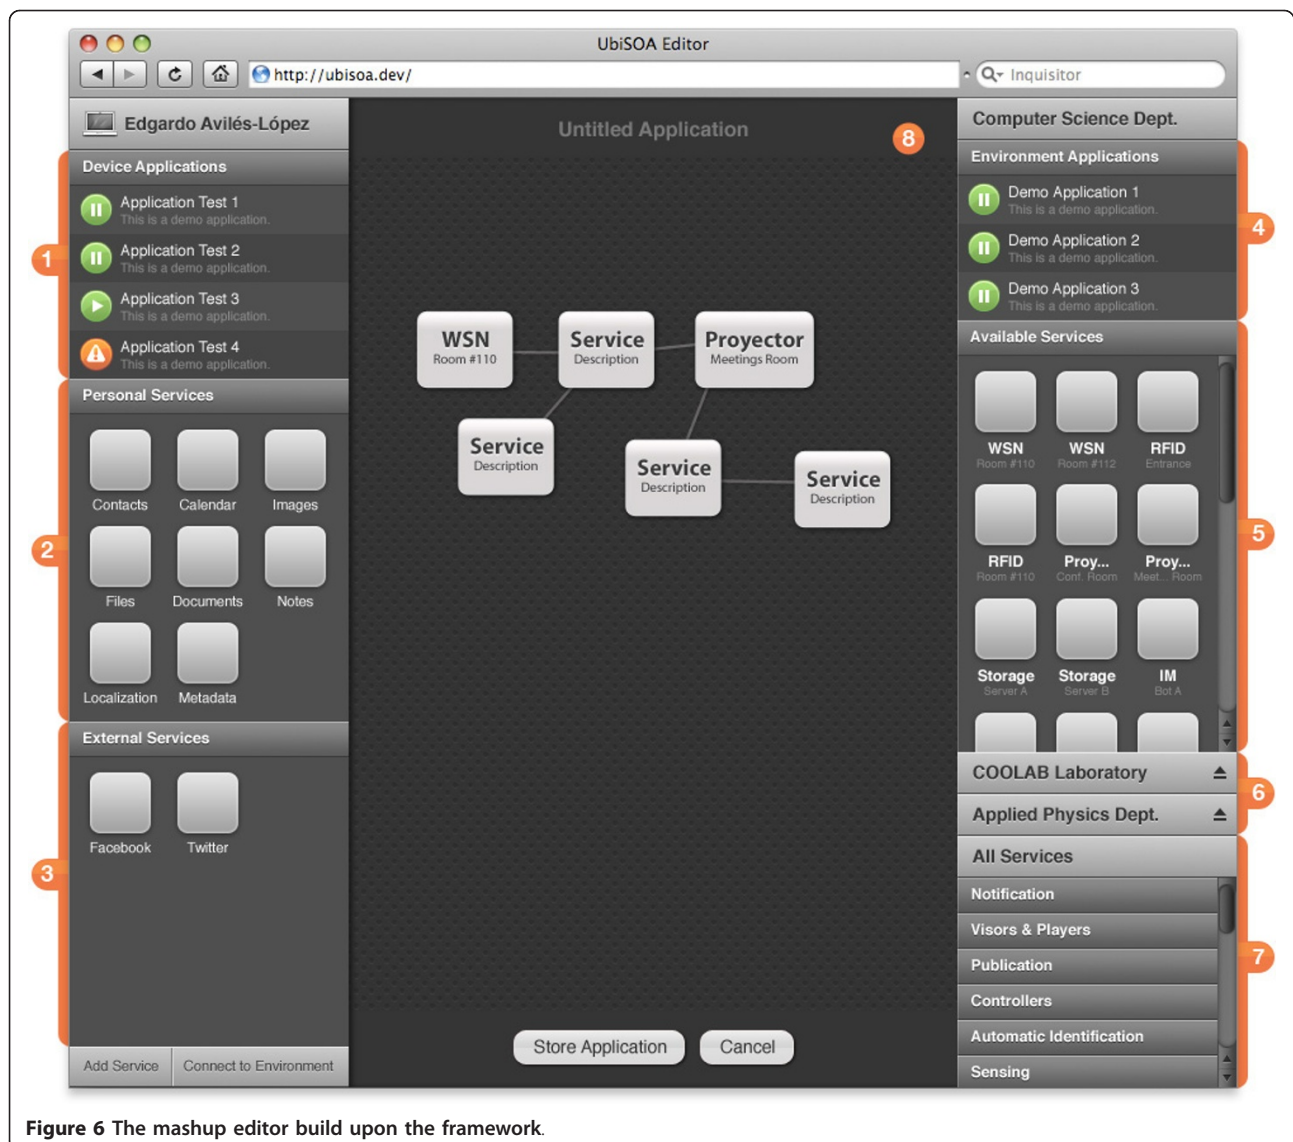 UbiSOA Editor
http://ubisoa.dev/
Inquisitor
Edgardo Avilés-López
Device Applications
Application Test 1
This is a demo application.
Application Test 2
This is a demo application.
Application Test 3
This is a demo application.
Application Test 4
This is a demo application.
1
Personal Services
Contacts Calendar Images
Files Documents Notes
Localization Metadata
2
External Services
Facebook Twitter
3
Add Service Connect to Environment
Untitled Application
8
WSN
Room #110
Service
Description
Proyector
Meetings Room
Service
Description
Service
Description
Service
Description
Store Application Cancel
Computer Science Dept.
Environment Applications
Demo Application 1
This is a demo application.
Demo Application 2
This is a demo application.
Demo Application 3
This is a demo application.
4
Available Services
WSN WSN RFID
Room #110 Room #112 Entrance
RFID Proy... Proy...
Room #110 Conf. Room Meet... Room
Storage Storage IM
Server A Server B Bot A
5
COOLAB Laboratory
Applied Physics Dept.
6
All Services
Notification
Visors & Players
Publication
Controllers
Automatic Identification
Sensing
7
Figure 6 The mashup editor build upon the framework.